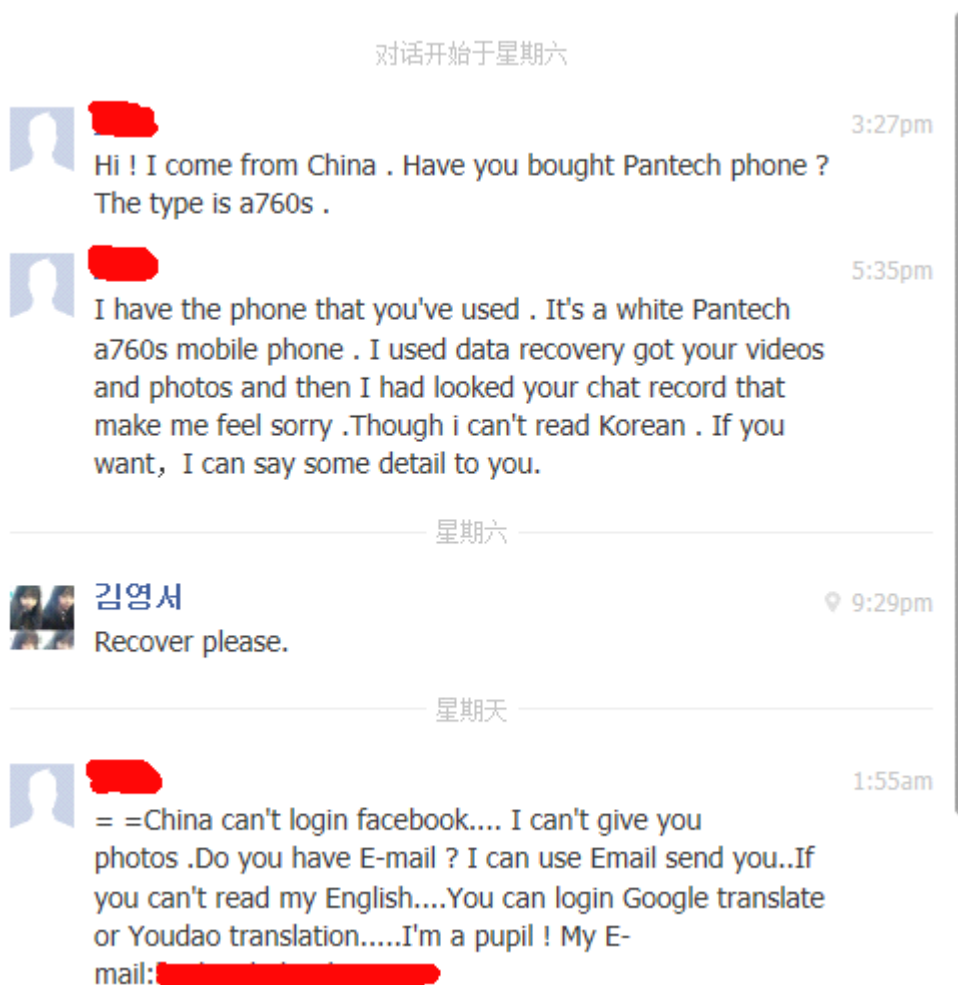 对话开始于星期六
3:27pm
Hi ! I come from China . Have you bought Pantech phone ?
The type is a760s .
5:35pm
I have the phone that you've used . It's a white Pantech
a760s mobile phone . I used data recovery got your videos
and photos and then I had looked your chat record that
make me feel sorry .Though i can't read Korean . If you
want，I can say some detail to you.
星期六
김영서
9:29pm
Recover please.
星期天
1:55am
= =China can't login facebook.... I can't give you
photos .Do you have E-mail ? I can use Email send you..If
you can't read my English....You can login Google translate
or Youdao translation.....I'm a pupil ! My E-
mail: